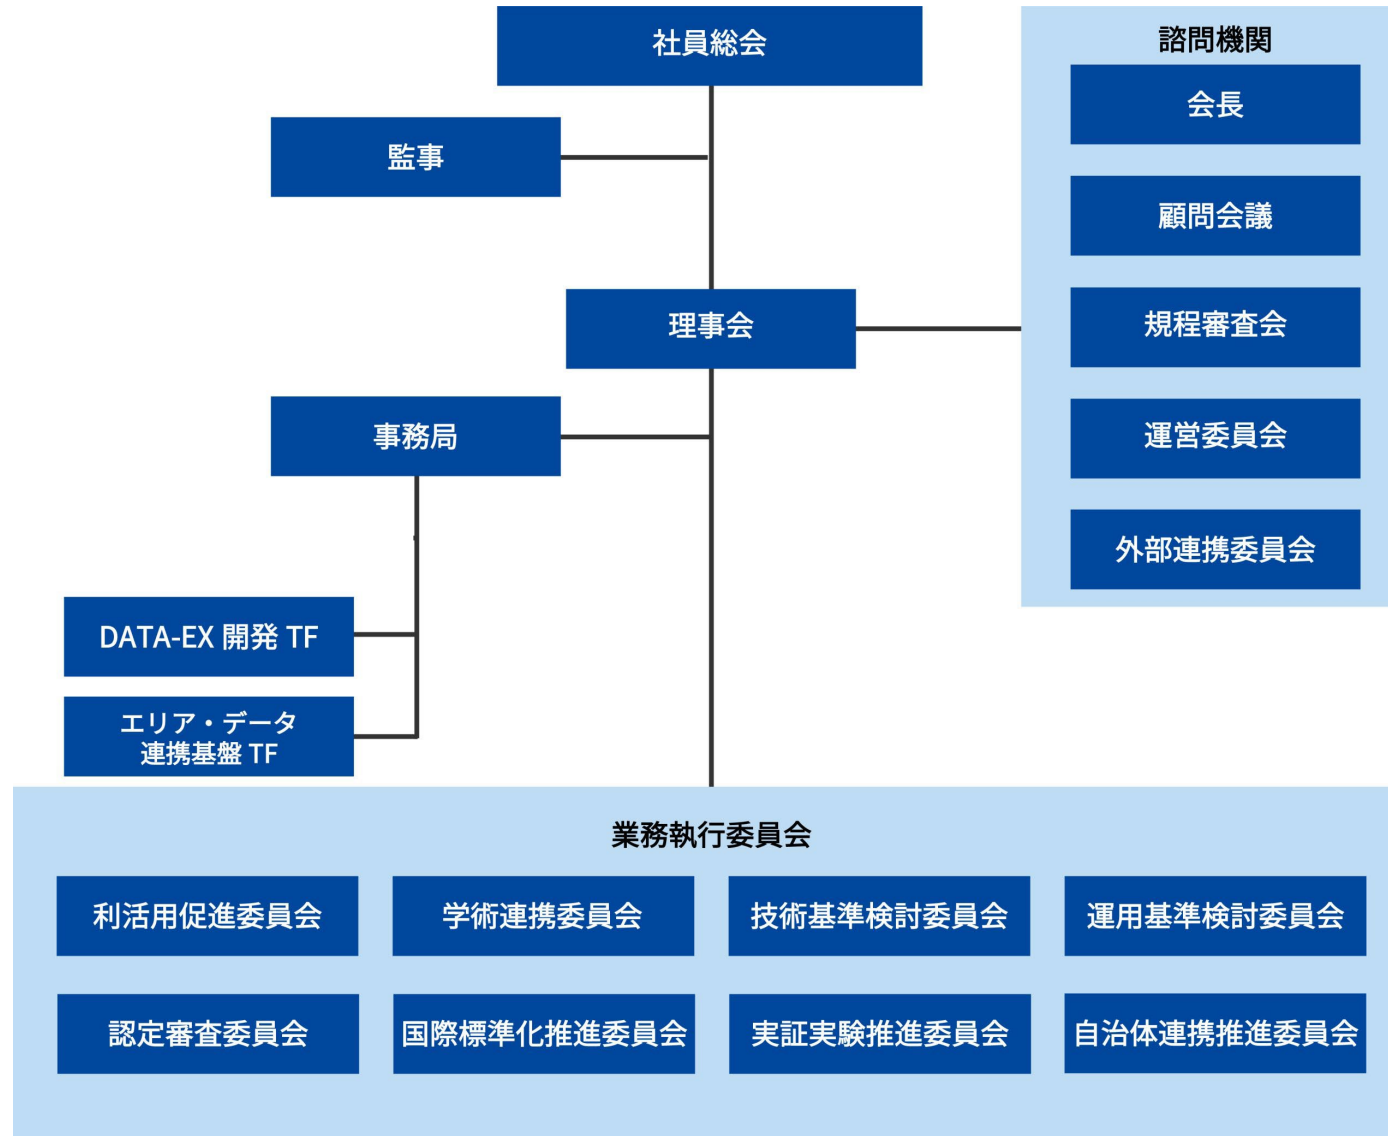 社員総会
監事
理事会
事務局
DATA-EX 開発 TF
エリア・データ
連携基盤 TF
諮問機関
会長
顧問会議
規程審査会
運営委員会
外部連携委員会
業務執行委員会
利活用促進委員会
学術連携委員会
技術基準検討委員会
運用基準検討委員会
認定審査委員会
国際標準化推進委員会
実証実験推進委員会
自治体連携推進委員会